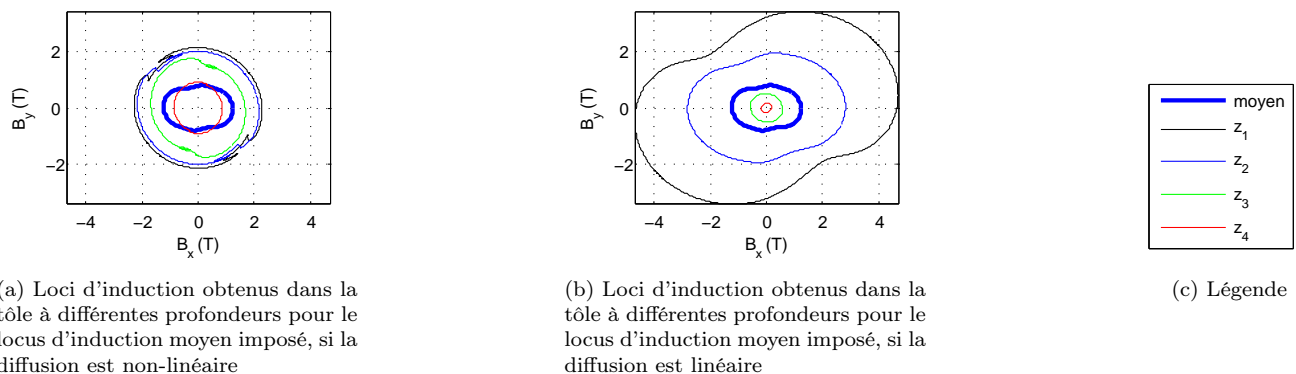 2
0
−2
B_y (T)
−4 −2 0 2 4
B_x (T)
2
0
−2
B_y (T)
−4 −2 0 2 4
B_x (T)
moyen
z_1
z_2
z_3
z_4
(a) Loci d'induction obtenus dans la
tôle à différentes profondeurs pour le
locus d'induction moyen imposé, si la
diffusion est non-linéaire
(b) Loci d'induction obtenus dans la
tôle à différentes profondeurs pour le
locus d'induction moyen imposé, si la
diffusion est linéaire
(c) Légende